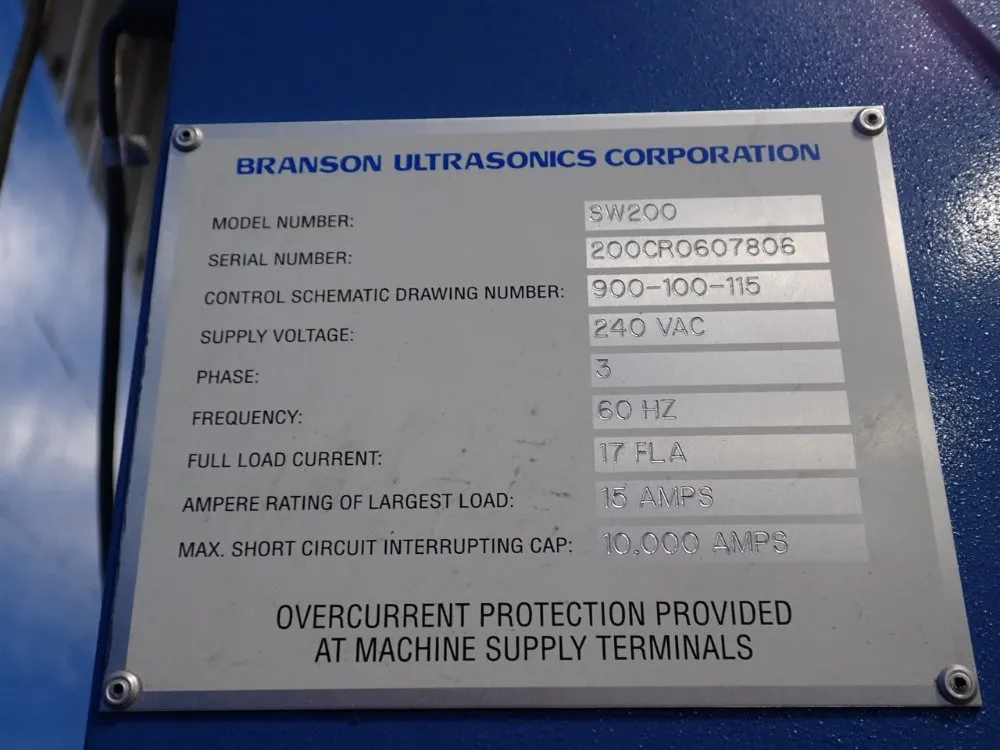 BRANSON ULTRASONICS CORPORATION
MODEL NUMBER: SW200
SERIAL NUMBER: 200CR0607806
CONTROL SCHEMATIC DRAWING NUMBER: 900-100-115
SUPPLY VOLTAGE: 240 VAC
PHASE: 3
FREQUENCY: 60 HZ
FULL LOAD CURRENT: 17 FLA
AMPERE RATING OF LARGEST LOAD: 15 AMPS
MAX. SHORT CIRCUIT INTERRUPTING CAP: 10,000 AMPS
OVERCURRENT PROTECTION PROVIDED
AT MACHINE SUPPLY TERMINALS